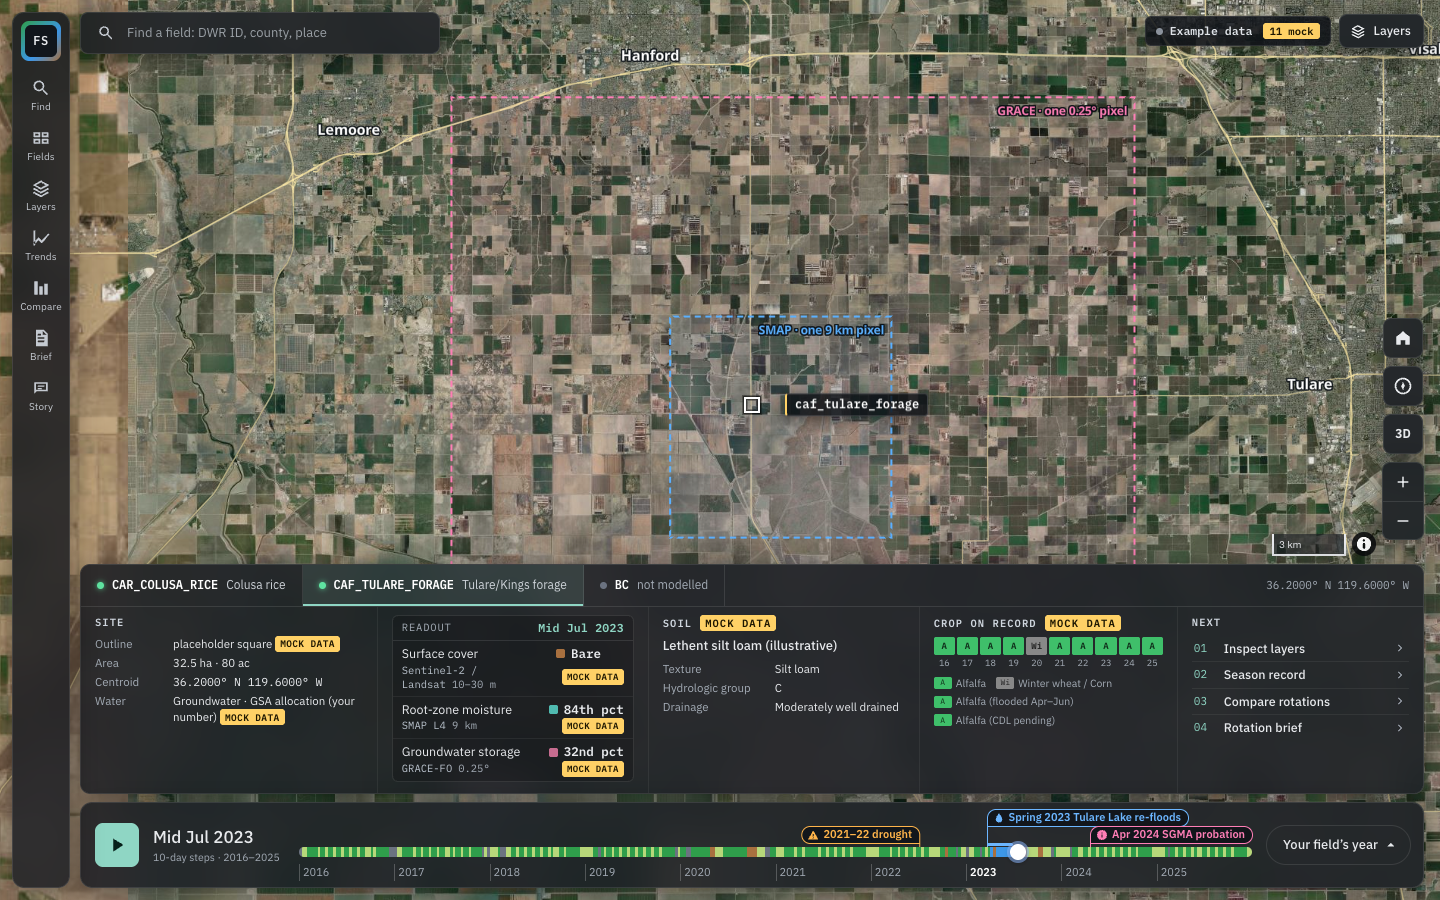 FS
Find a field: DWR ID, county, place
Example data 11 mock
Layers
Find
Fields
Layers
Trends
Compare
Brief
Story
Hanford
Lemoore
Visal
GRACE · one 0.25° pixel
SMAP · one 9 km pixel
caf_tulare_forage
Tulare
3D
+
−
3 km
CAR_COLUSA_RICE Colusa rice
CAF_TULARE_FORAGE Tulare/Kings forage
BC not modelled
36.2000° N 119.6000° W
SITE
Outline placeholder square MOCK DATA
Area 32.5 ha · 80 ac
Centroid 36.2000° N 119.6000° W
Water Groundwater · GSA allocation (your
number) MOCK DATA
READOUT Mid Jul 2023
Surface cover Bare
Sentinel-2 /
Landsat 10–30 m MOCK DATA
Root-zone moisture 84th pct
SMAP L4 9 km MOCK DATA
Groundwater storage 32nd pct
GRACE-FO 0.25° MOCK DATA
SOIL MOCK DATA
Lethent silt loam (illustrative)
Texture Silt loam
Hydrologic group C
Drainage Moderately well drained
CROP ON RECORD MOCK DATA
A A A A Wi A A A A A
16 17 18 19 20 21 22 23 24 25
A Alfalfa Wi Winter wheat / Corn
A Alfalfa (flooded Apr–Jun)
A Alfalfa (CDL pending)
NEXT
01 Inspect layers
02 Season record
03 Compare rotations
04 Rotation brief
Mid Jul 2023
10-day steps · 2016–2025
2021–22 drought
Spring 2023 Tulare Lake re-floods
Apr 2024 SGMA probation
2016 2017 2018 2019 2020 2021 2022 2023 2024 2025
Your field's year